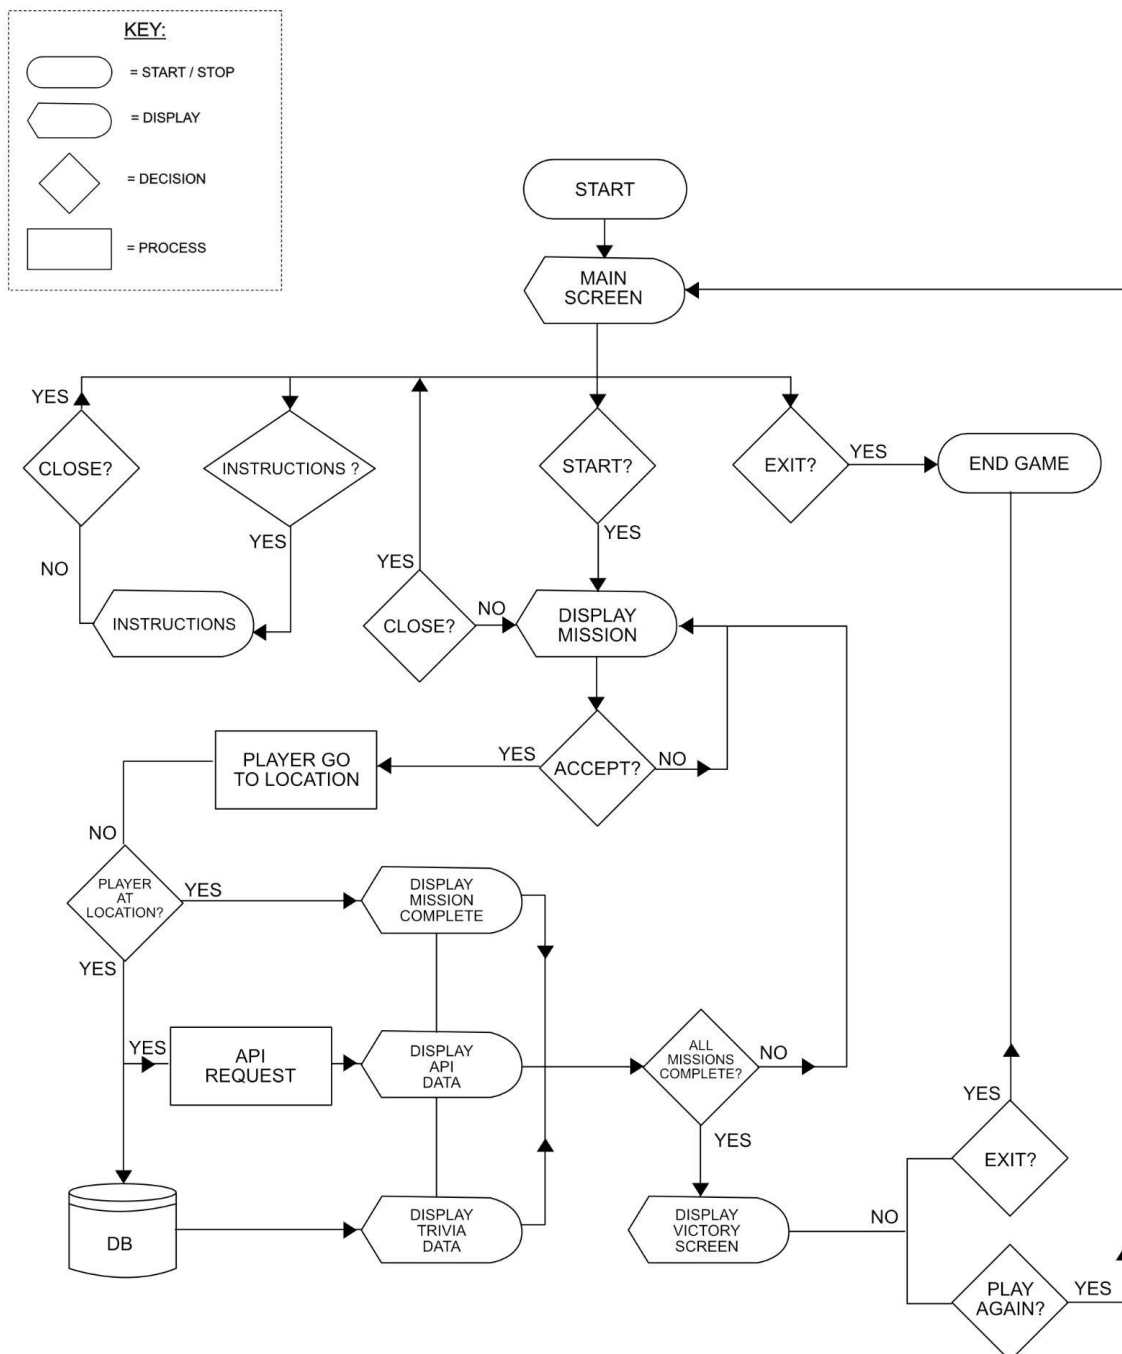 KEY:
= START / STOP
= DISPLAY
= DECISION
= PROCESS
START
MAIN
SCREEN
YES
CLOSE?
INSTRUCTIONS ?
START?
EXIT?
YES
END GAME
NO
YES
YES
YES
INSTRUCTIONS
CLOSE?
NO
DISPLAY
MISSION
PLAYER GO
TO LOCATION
YES
ACCEPT?
NO
NO
PLAYER
AT
LOCATION?
YES
DISPLAY
MISSION
COMPLETE
YES
YES
API
REQUEST
DISPLAY
API
DATA
ALL
MISSIONS
COMPLETE?
NO
YES
YES
EXIT?
DB
DISPLAY
TRIVIA
DATA
DISPLAY
VICTORY
SCREEN
NO
PLAY
AGAIN?
YES